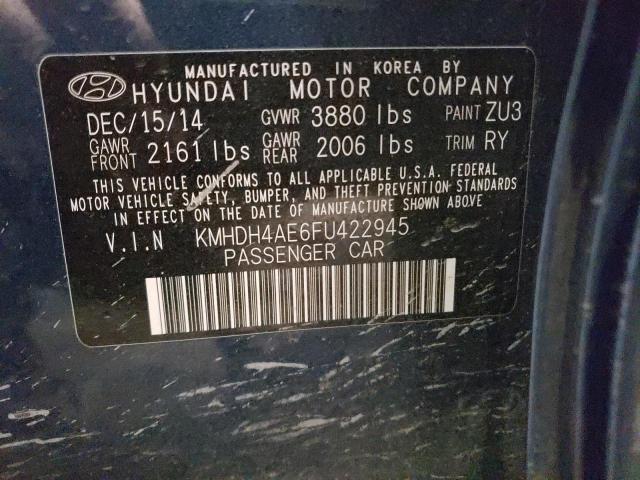 MANUFACTURED IN KOREA BY
HYUNDAI MOTOR COMPANY
DEC/15/14 GVWR 3880 lbs PAINT ZU3
GAWR FRONT 2161 lbs GAWR REAR 2006 lbs TRIM RY
THIS VEHICLE CONFORMS TO ALL APPLICABLE U.S.A. FEDERAL
MOTOR VEHICLE SAFETY, BUMPER, AND THEFT PREVENTION STANDARDS
IN EFFECT ON THE DATE OF MANUFACTURE SHOWN ABOVE
V.I.N KMHDH4AE6FU422945
PASSENGER CAR